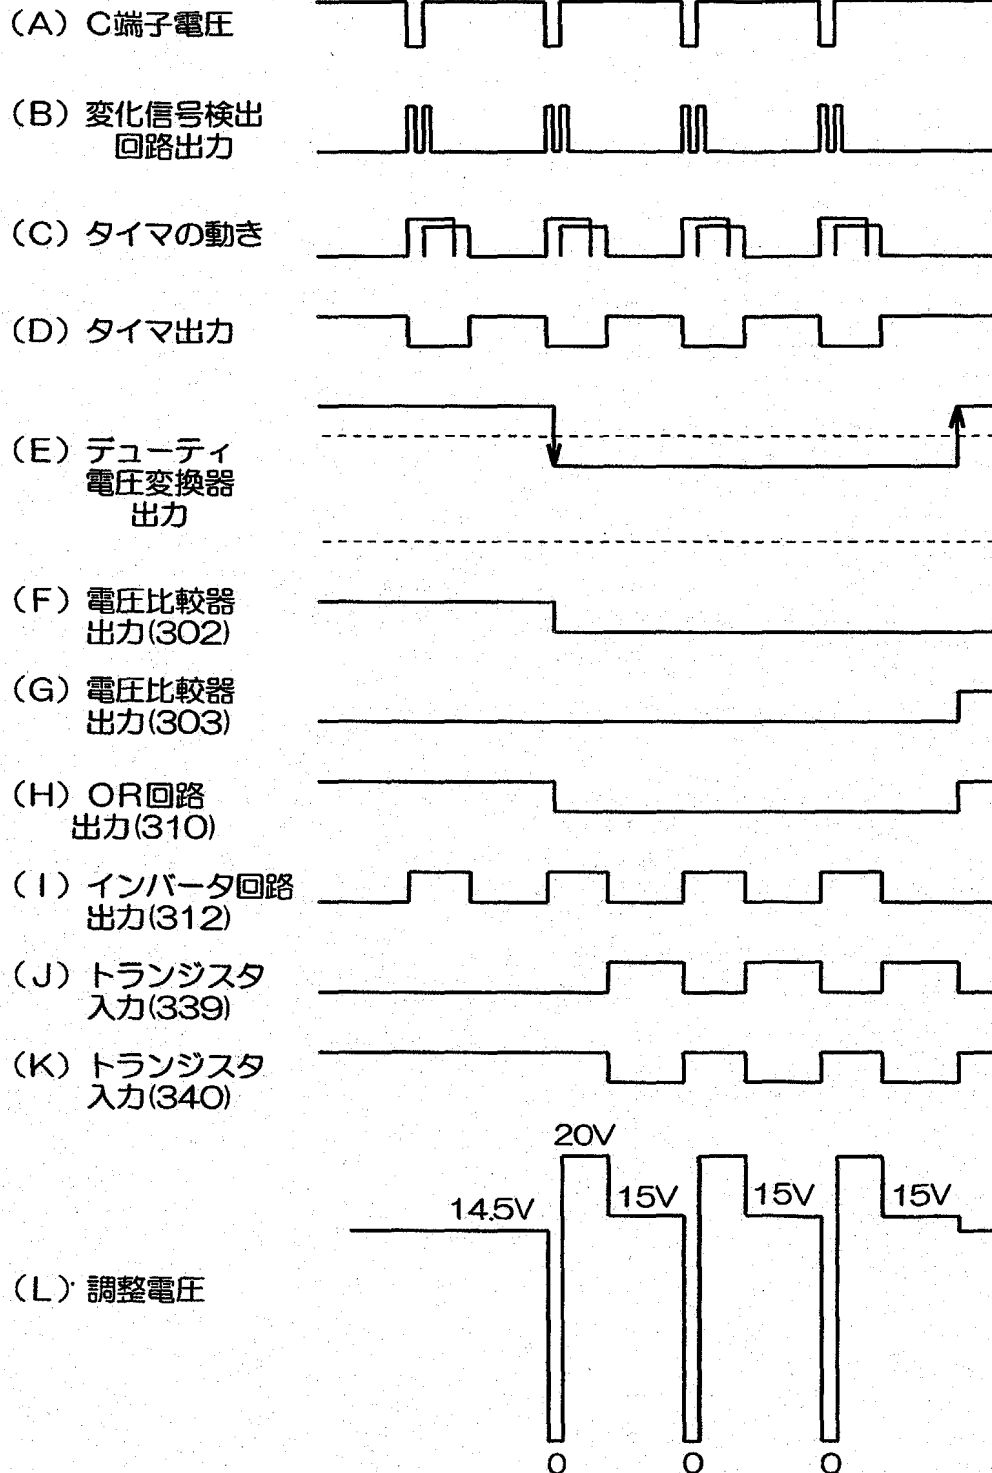 (A) C端子電圧
(B) 変化信号検出
回路出力
(C) タイマの動き
(D) タイマ出力
(E) デューティ
電圧変換器
出力
(F) 電圧比較器
出力(302)
(G) 電圧比較器
出力(303)
(H) OR回路
出力(310)
(I) インバータ回路
出力(312)
(J) トランジスタ
入力(339)
(K) トランジスタ
入力(340)
20V
14.5V 15V 15V 15V
(L) 調整電圧
0 0 0